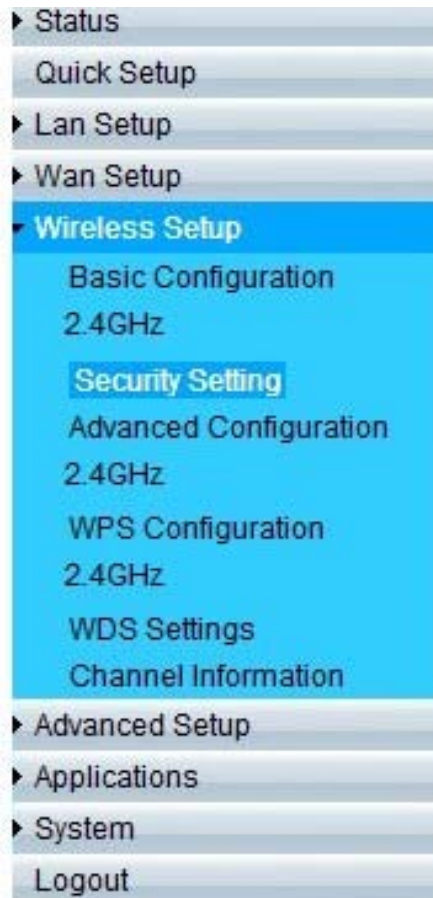 Status
Quick Setup
Lan Setup
Wan Setup
Wireless Setup
Basic Configuration
2.4GHz
Security Setting
Advanced Configuration
2.4GHz
WPS Configuration
2.4GHz
WDS Settings
Channel Information
Advanced Setup
Applications
System
Logout